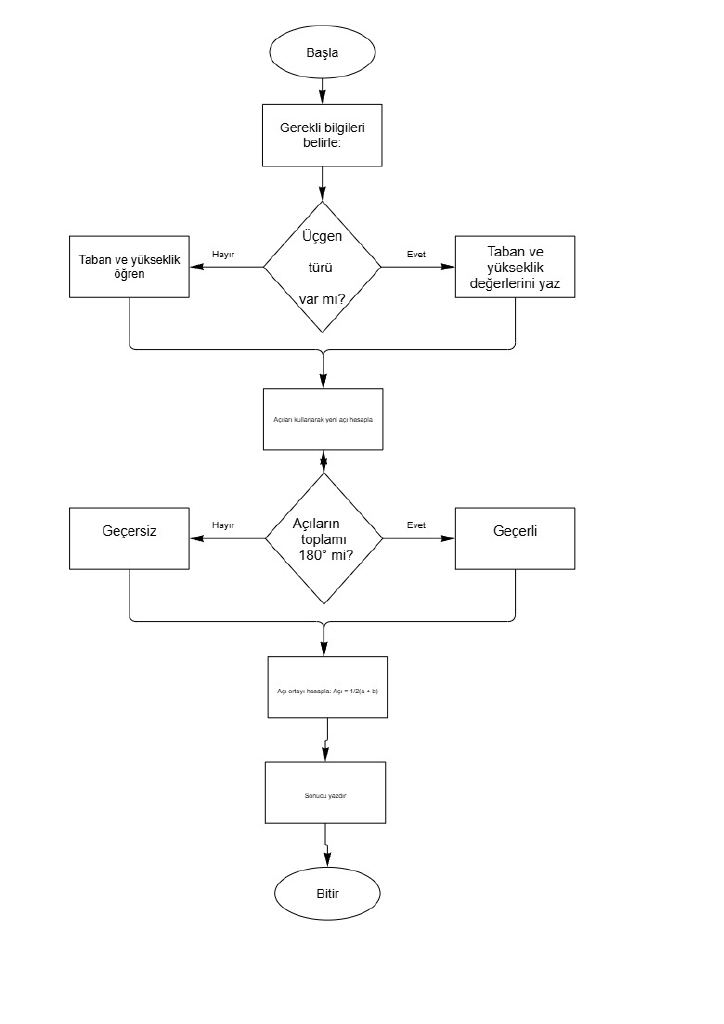 Başla
Gerekli bilgileri
belirle:
Üçgen
türü
var mı?
Hayır
Evet
Taban ve yükseklik
öğren
Taban ve
yükseklik
değerlerini yaz
Açıları kullanarak yeni açı hesapla
Açıların
toplamı
180° mi?
Hayır
Evet
Geçersiz
Geçerli
Açı ortayı hesapla: Açı = 1/2(a + b)
Sonucu yazdır
Bitir